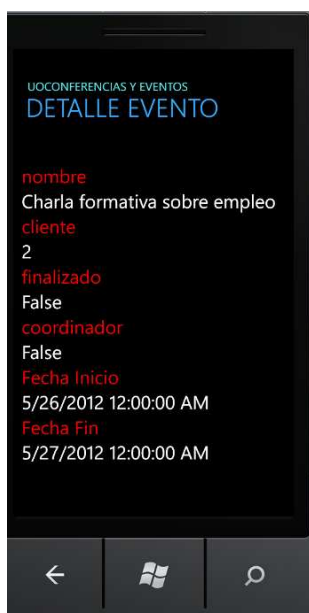 UOCONFERENCIAS Y EVENTOS
DETALLE EVENTO
nombre
Charla formativa sobre empleo
cliente
2
finalizado
False
coordinador
False
Fecha Inicio
5/26/2012 12:00:00 AM
Fecha Fin
5/27/2012 12:00:00 AM